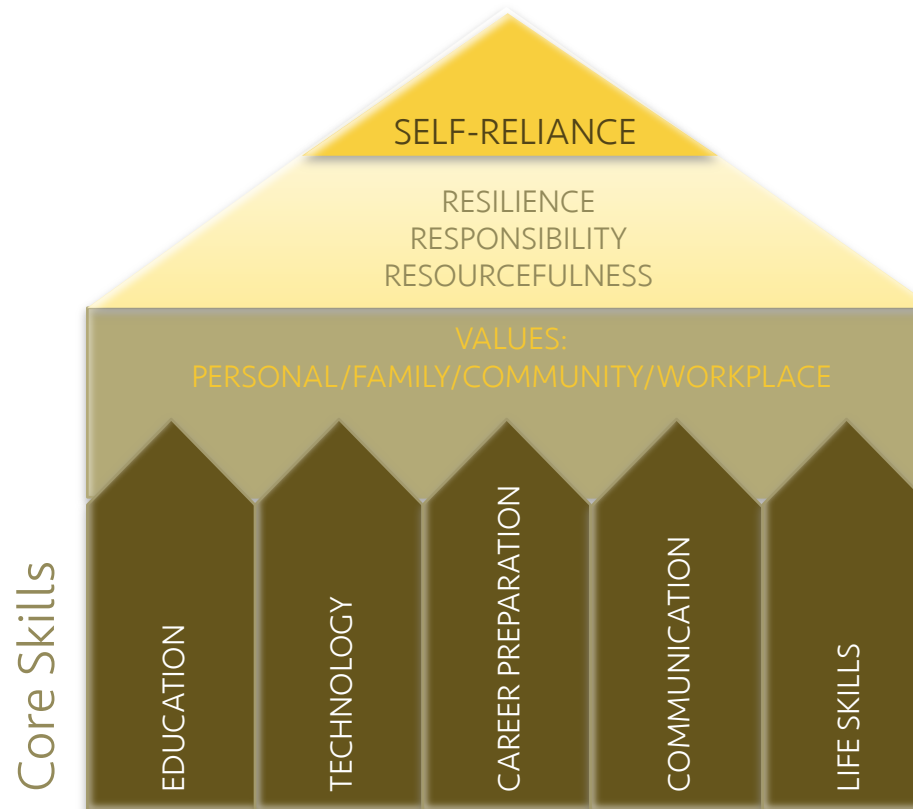 SELF-RELIANCE
RESILIENCE
RESPONSIBILITY
RESOURCEFULNESS
VALUES:
PERSONAL/FAMILY/COMMUNITY/WORKPLACE
Core Skills
EDUCATION
TECHNOLOGY
CAREER PREPARATION
COMMUNICATION
LIFE SKILLS